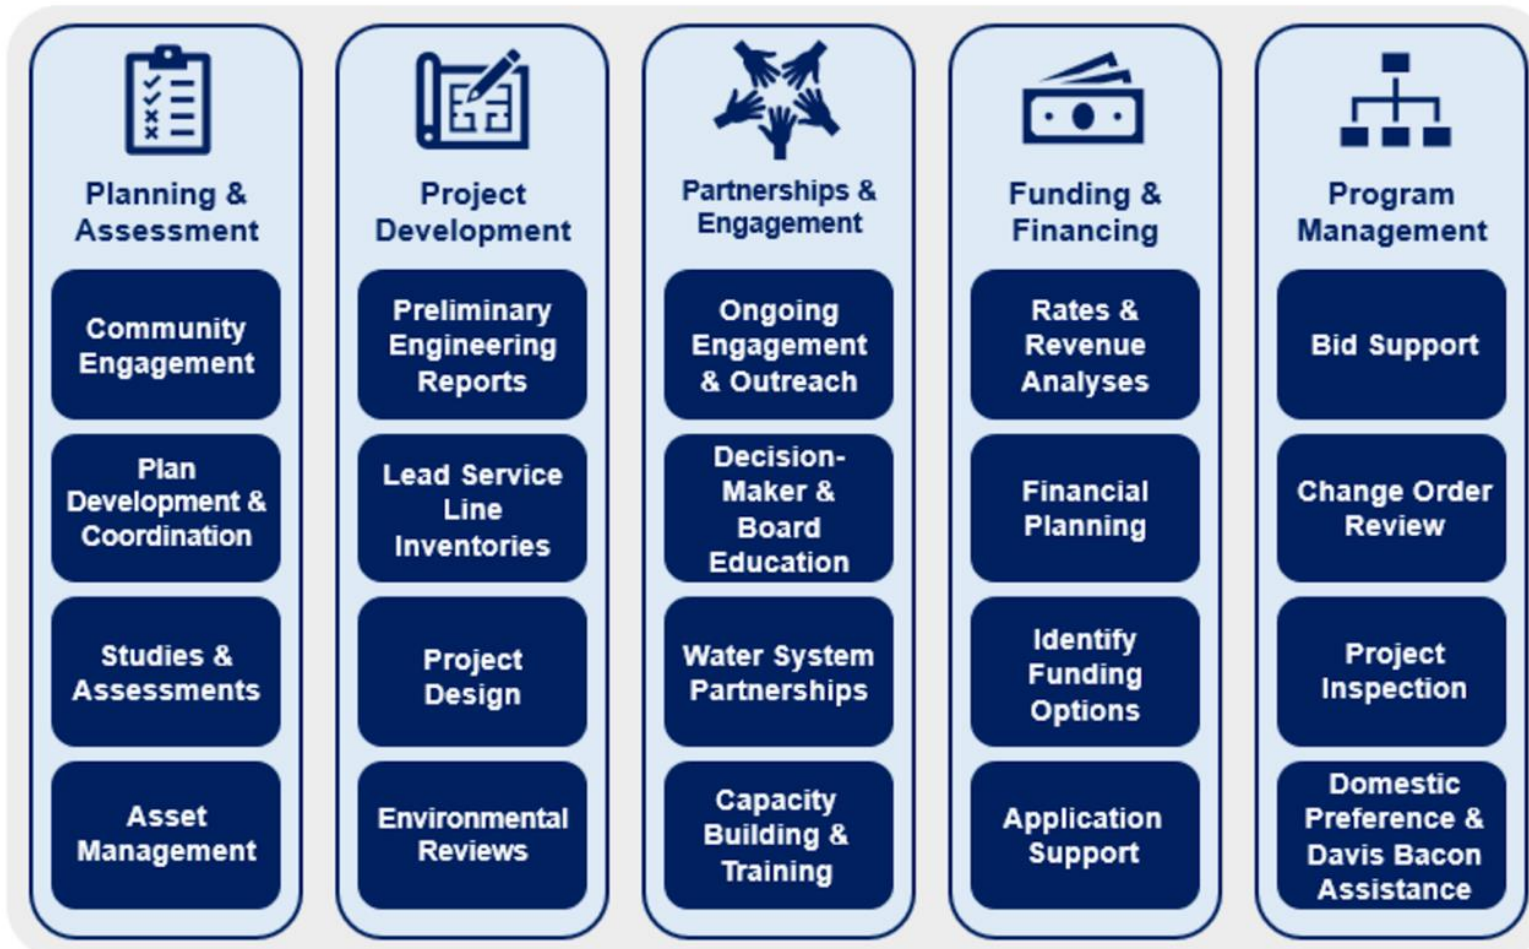 Planning &
Assessment
Community
Engagement
Plan
Development &
Coordination
Studies &
Assessments
Asset
Management
Project
Development
Preliminary
Engineering
Reports
Lead Service
Line
Inventories
Project
Design
Environmental
Reviews
Partnerships &
Engagement
Ongoing
Engagement
& Outreach
Decision-
Maker &
Board
Education
Water System
Partnerships
Capacity
Building &
Training
Funding &
Financing
Rates &
Revenue
Analyses
Financial
Planning
Identify
Funding
Options
Application
Support
Program
Management
Bid Support
Change Order
Review
Project
Inspection
Domestic
Preference &
Davis Bacon
Assistance